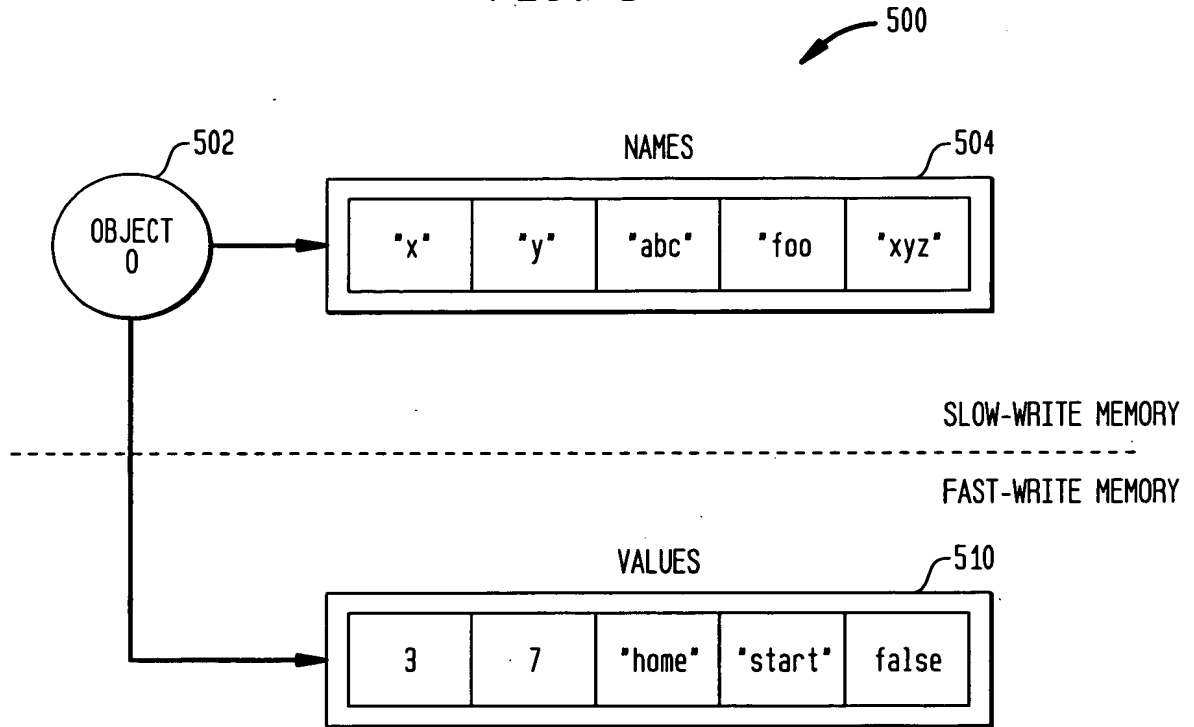 500
502
NAMES
504
OBJECT
O
"x" "y" "abc" "foo "xyz"
SLOW-WRITE MEMORY
FAST-WRITE MEMORY
VALUES
510
3 7 "home" "start" false